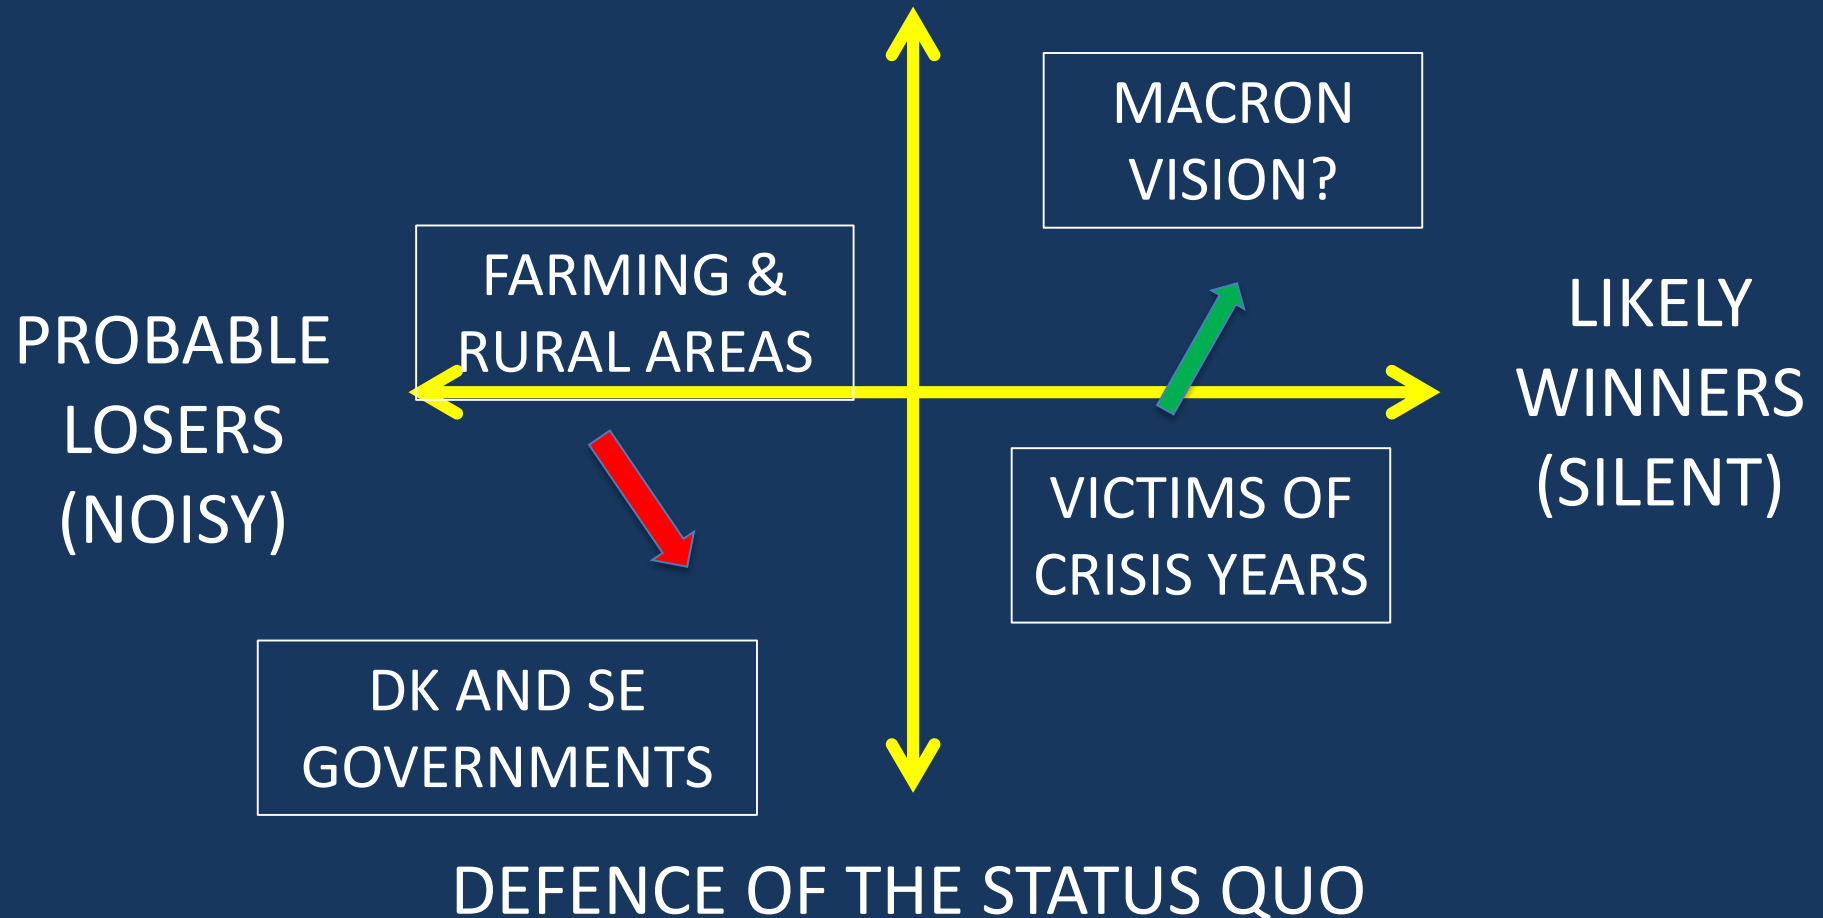 MACRON
VISION?
FARMING &
RURAL AREAS
PROBABLE
LOSERS
(NOISY)
LIKELY
WINNERS
(SILENT)
VICTIMS OF
CRISIS YEARS
DK AND SE
GOVERNMENTS
DEFENCE OF THE STATUS QUO